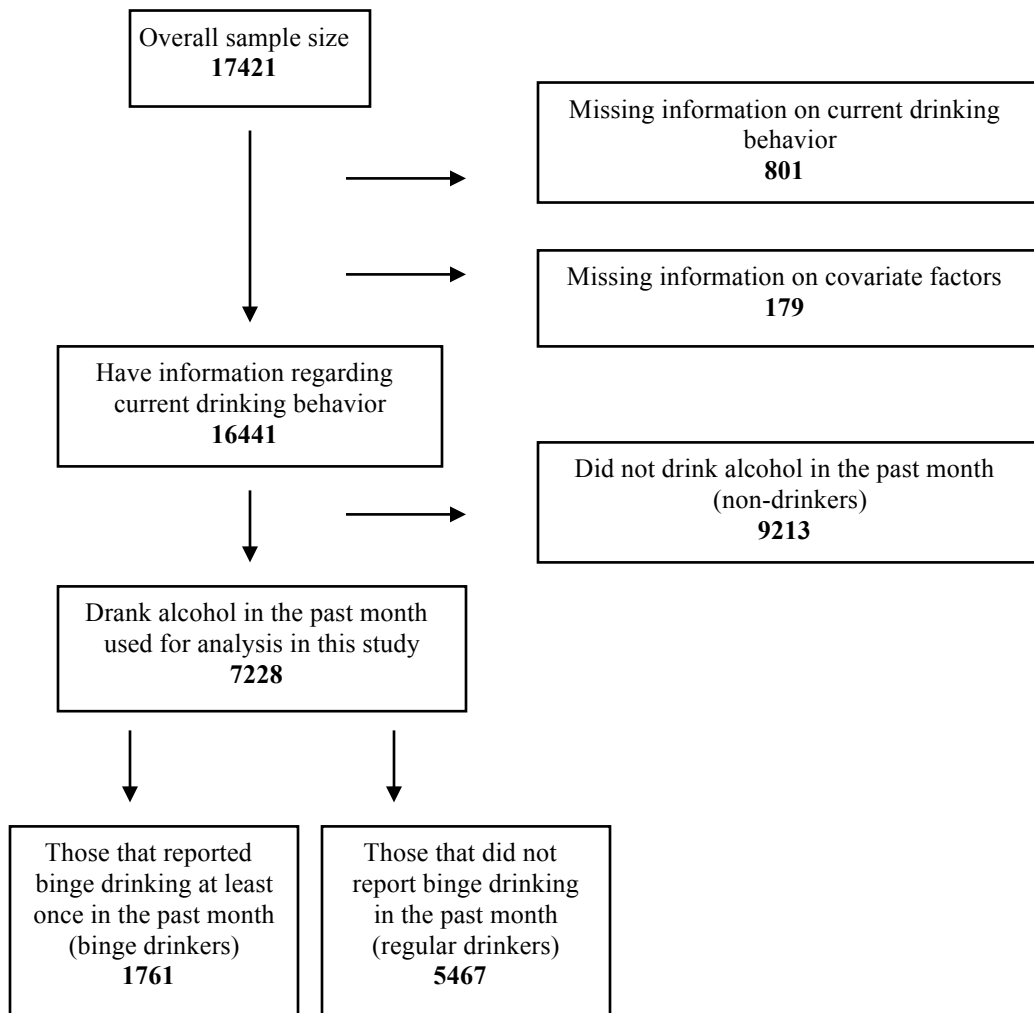 Overall sample size
17421
Missing information on current drinking
behavior
801
Missing information on covariate factors
179
Have information regarding
current drinking behavior
16441
Did not drink alcohol in the past month
(non-drinkers)
9213
Drank alcohol in the past month
used for analysis in this study
7228
Those that reported
binge drinking at least
once in the past month
(binge drinkers)
1761
Those that did not
report binge drinking
in the past month
(regular drinkers)
5467